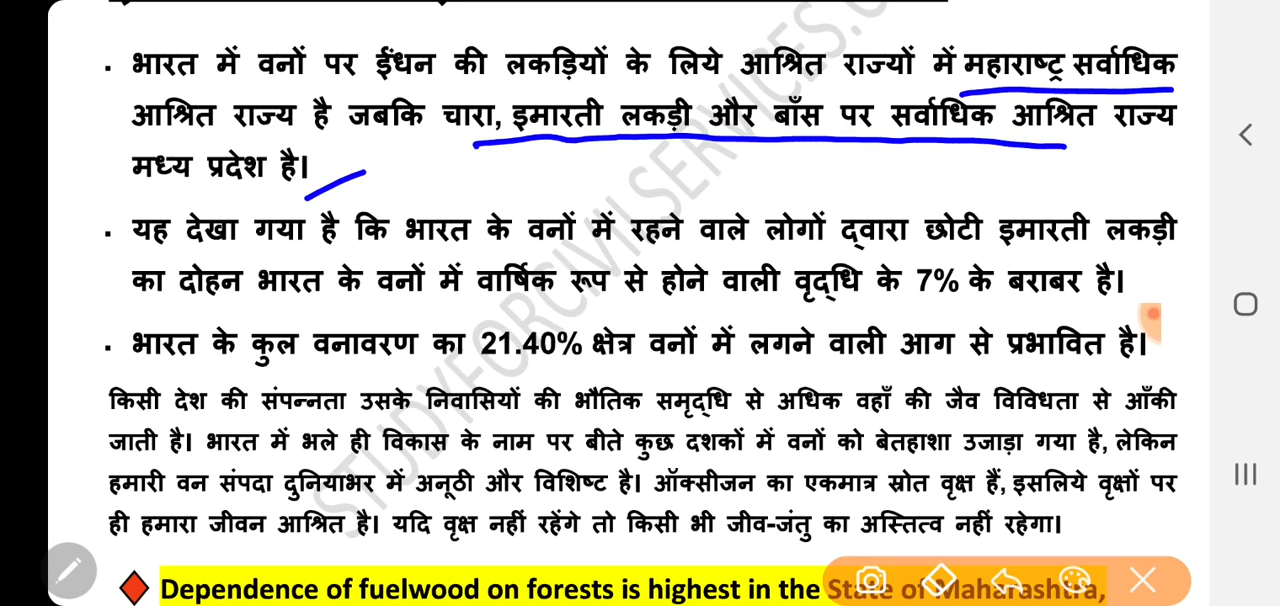 भारत में वनों पर ईंधन की लकड़ियों के लिये आश्रित राज्यों में महाराष्ट्र सर्वाधिक
आश्रित राज्य है जबकि चारा, इमारती लकड़ी और बाँस पर सर्वाधिक आश्रित राज्य
मध्य प्रदेश है।
यह देखा गया है कि भारत के वनों में रहने वाले लोगों द्वारा छोटी इमारती लकड़ी
का दोहन भारत के वनों में वार्षिक रूप से होने वाली वृद्धि के 7% के बराबर है।
भारत के कुल वनावरण का 21.40% क्षेत्र वनों में लगने वाली आग से प्रभावित है।
किसी देश की संपन्नता उसके निवासियों की भौतिक समृद्धि से अधिक वहाँ की जैव विविधता से आँकी
जाती है। भारत में भले ही विकास के नाम पर बीते कुछ दशकों में वनों को बेतहाशा उजाड़ा गया है, लेकिन
हमारी वन संपदा दुनियाभर में अनूठी और विशिष्ट है। ऑक्सीजन का एकमात्र स्रोत वृक्ष हैं, इसलिये वृक्षों पर
ही हमारा जीवन आश्रित है। यदि वृक्ष नहीं रहेंगे तो किसी भी जीव-जंतु का अस्तित्व नहीं रहेगा।
Dependence of fuelwood on forests is highest in the State of Maharashtra,
STUDYFORCIVILSERVICES.C